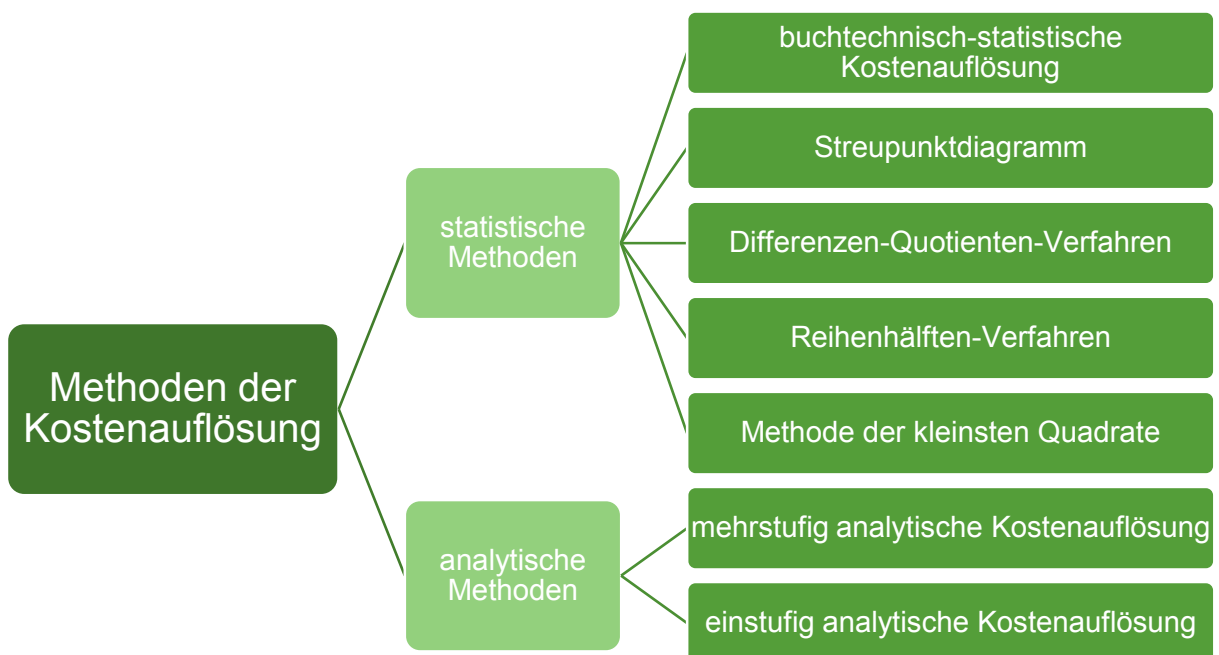 Methoden der
Kostenauflösung
statistische
Methoden
buchtechnisch-statistische
Kostenauflösung
Streupunktdiagramm
Differenzen-Quotienten-Verfahren
Reihenhälften-Verfahren
Methode der kleinsten Quadrate
analytische
Methoden
mehrstufig analytische Kostenauflösung
einstufig analytische Kostenauflösung